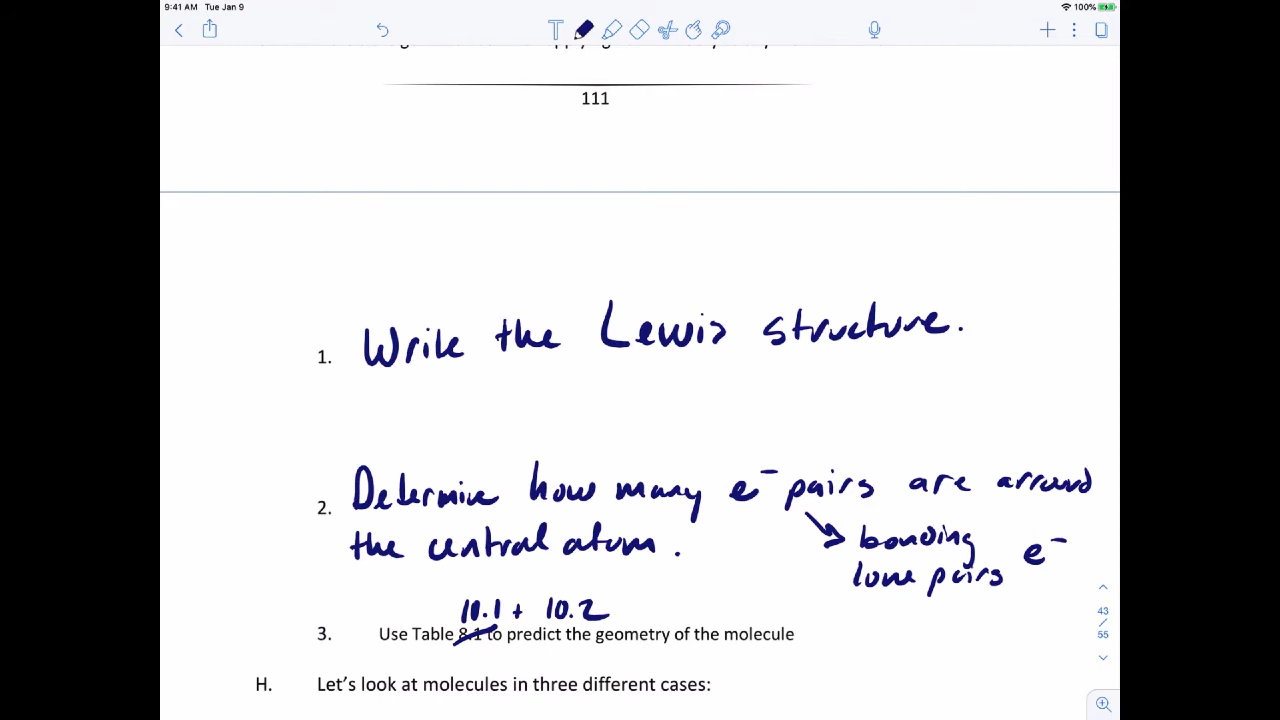 9:41 AM Tue Jan 9
100%
111
1. Write the Lewis structure.
2. Determine how many e⁻ pairs are arround
the central atom.
bonding e⁻
lone pairs
10.1 + 10.2
3. Use Table 8.1 to predict the geometry of the molecule
43
/
55
H. Let's look at molecules in three different cases: